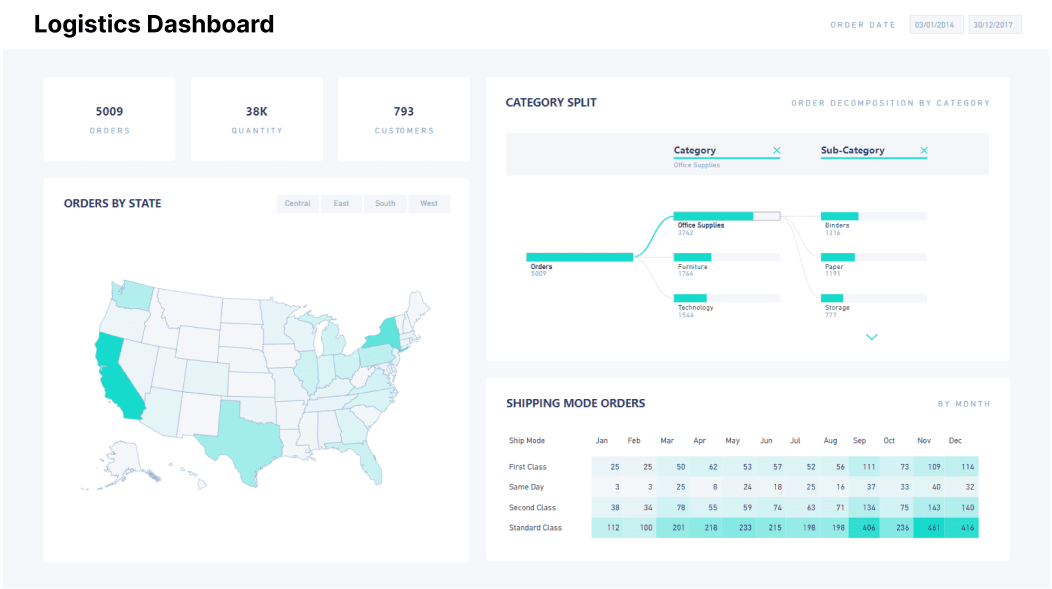 Logistics Dashboard
ORDER DATE 03/01/2014 30/12/2017
5009
ORDERS
38K
QUANTITY
793
CUSTOMERS
ORDERS BY STATE
Central East South West
CATEGORY SPLIT
ORDER DECOMPOSITION BY CATEGORY
Category
Office Supplies
Sub-Category
Orders
5009
Office Supplies
3742
Furniture
1764
Technology
1544
Binders
1316
Paper
1191
Storage
777
SHIPPING MODE ORDERS
BY MONTH
Ship Mode Jan Feb Mar Apr May Jun Jul Aug Sep Oct Nov Dec
First Class 25 25 50 62 53 57 52 56 111 73 109 114
Same Day 3 3 25 8 24 18 25 16 37 33 40 32
Second Class 38 34 78 55 59 74 63 71 134 75 143 140
Standard Class 112 100 201 218 233 215 198 198 406 236 461 416